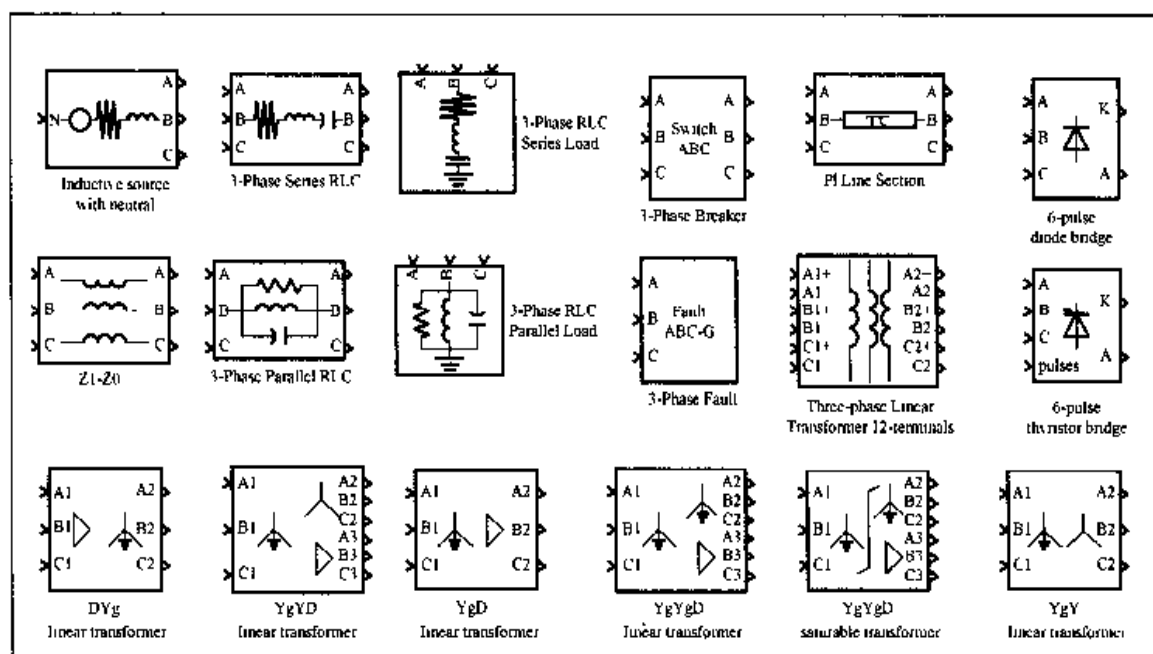 A
N B
C
Inductive source
with neutral
A A
B B
C C
3-Phase Series RLC
A B C
3-Phase RLC
Series Load
A A
B Switch B
ABC
C C
3-Phase Breaker
A A
B B
C C
PI Line Section
A K
B
C A
6-pulse
diode bridge
A A
B B
C C
Z1-Z0
A A
B B
C C
3-Phase Parallel RLC
A B C
3-Phase RLC
Parallel Load
A
B Fault
ABC-G
C
3-Phase Fault
A1+ A2+
A1 A2
B1+ B2+
B1 B2
C1+ C2+
C1 C2
Three-phase Linear
Transformer 12-terminals
A K
B
C
pulses A
6-pulse
thyristor bridge
A1 A2
B1 B2
C1 C2
DYg
linear transformer
A1 A2
B2
B1 C2
A3
B3
C1 C3
YgYD
linear transformer
A1 A2
B1 B2
C1 C2
YgD
linear transformer
A1 A2
B2
B1 C2
A3
C1 B3
C3
YgYgD
linear transformer
A1 A2
B2
B1 C2
A3
C1 B3
C3
YgYgD
saturable transformer
A1 A2
B1 B2
C1 C2
YgY
linear transformer